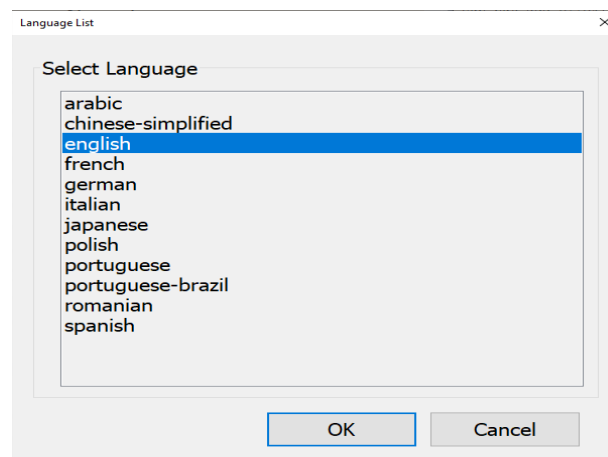 Language List
Select Language
arabic
chinese-simplified
english
french
german
italian
japanese
polish
portuguese
portuguese-brazil
romanian
spanish
OK Cancel